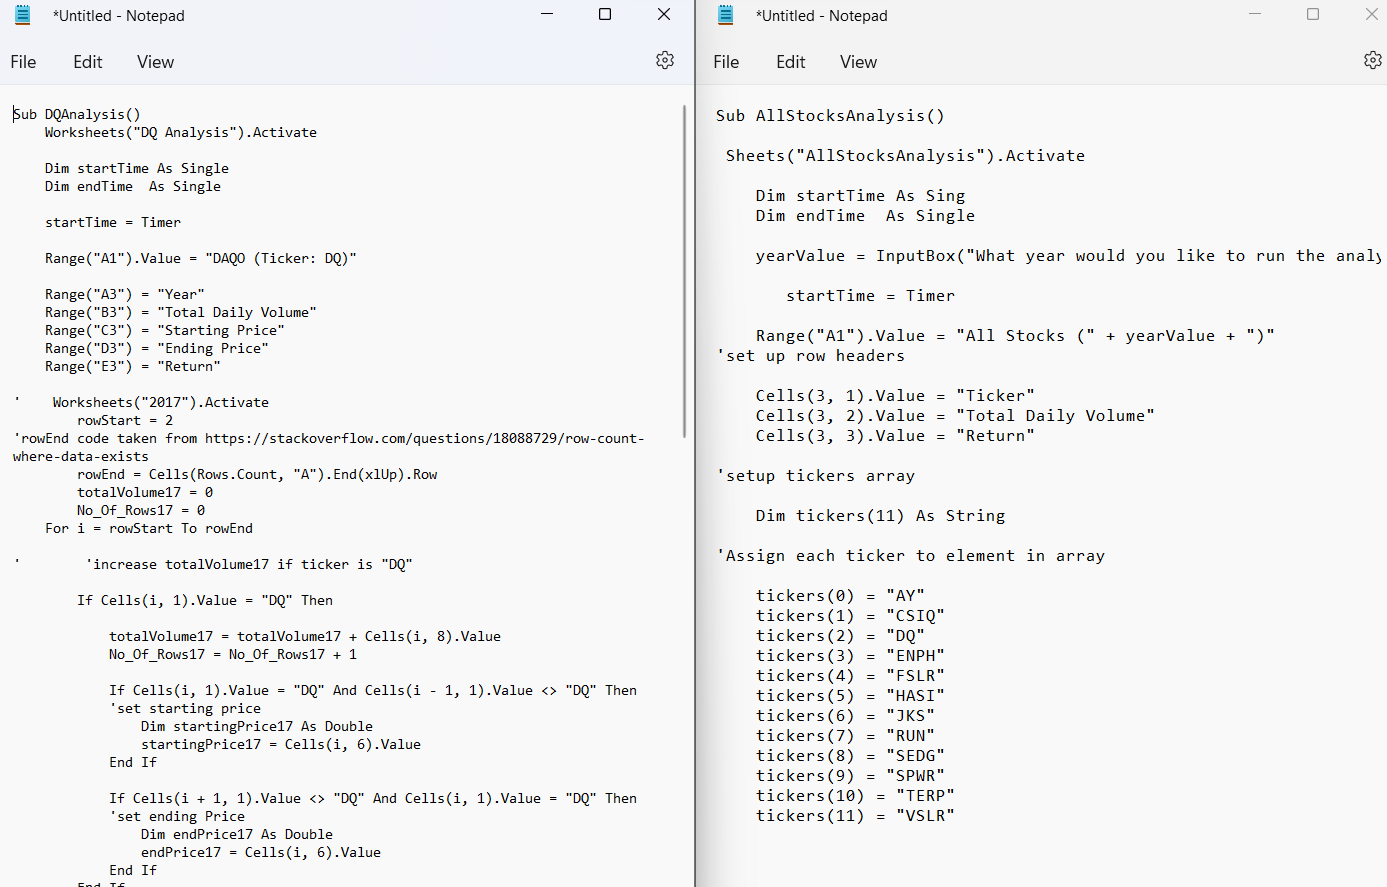 *Untitled - Notepad
File Edit View
Sub DQAnalysis()
    Worksheets("DQ Analysis").Activate
    Dim startTime As Single
    Dim endTime  As Single
    startTime = Timer
    Range("A1").Value = "DAQO (Ticker: DQ)"
    Range("A3") = "Year"
    Range("B3") = "Total Daily Volume"
    Range("C3") = "Starting Price"
    Range("D3") = "Ending Price"
    Range("E3") = "Return"
'    Worksheets("2017").Activate
        rowStart = 2
'rowEnd code taken from https://stackoverflow.com/questions/18088729/row-count-
where-data-exists
        rowEnd = Cells(Rows.Count, "A").End(xlUp).Row
        totalVolume17 = 0
        No_Of_Rows17 = 0
    For i = rowStart To rowEnd
'        'increase totalVolume17 if ticker is "DQ"
        If Cells(i, 1).Value = "DQ" Then
            totalVolume17 = totalVolume17 + Cells(i, 8).Value
            No_Of_Rows17 = No_Of_Rows17 + 1
            If Cells(i, 1).Value = "DQ" And Cells(i - 1, 1).Value <> "DQ" Then
            'set starting price
                Dim startingPrice17 As Double
                startingPrice17 = Cells(i, 6).Value
            End If
            If Cells(i + 1, 1).Value <> "DQ" And Cells(i, 1).Value = "DQ" Then
            'set ending Price
                Dim endPrice17 As Double
                endPrice17 = Cells(i, 6).Value
            End If
        End If
*Untitled - Notepad
File Edit View
Sub AllStocksAnalysis()
 Sheets("AllStocksAnalysis").Activate
    Dim startTime As Sing
    Dim endTime  As Single
    yearValue = InputBox("What year would you like to run the analy
       startTime = Timer
    Range("A1").Value = "All Stocks (" + yearValue + ")"
'set up row headers
    Cells(3, 1).Value = "Ticker"
    Cells(3, 2).Value = "Total Daily Volume"
    Cells(3, 3).Value = "Return"
'setup tickers array
    Dim tickers(11) As String
'Assign each ticker to element in array
    tickers(0) = "AY"
    tickers(1) = "CSIQ"
    tickers(2) = "DQ"
    tickers(3) = "ENPH"
    tickers(4) = "FSLR"
    tickers(5) = "HASI"
    tickers(6) = "JKS"
    tickers(7) = "RUN"
    tickers(8) = "SEDG"
    tickers(9) = "SPWR"
    tickers(10) = "TERP"
    tickers(11) = "VSLR"